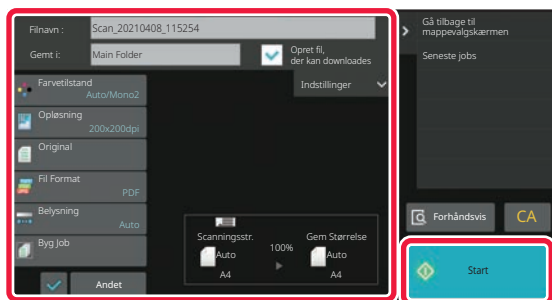 Filnavn :
Scan_20210408_115254
Gemt i:
Main Folder
Opret fil,
der kan downloades
Indstillinger
Farvetilstand
Auto/Mono2
Opløsning
200x200dpi
Original
Fil Format
PDF
Belysning
Auto
Byg Job
Andet
Scanningsstr.
Auto
A4
100%
Gem Størrelse
Auto
A4
Gå tilbage til
mappevalgskærmen
Seneste jobs
Forhåndsvis
CA
Start